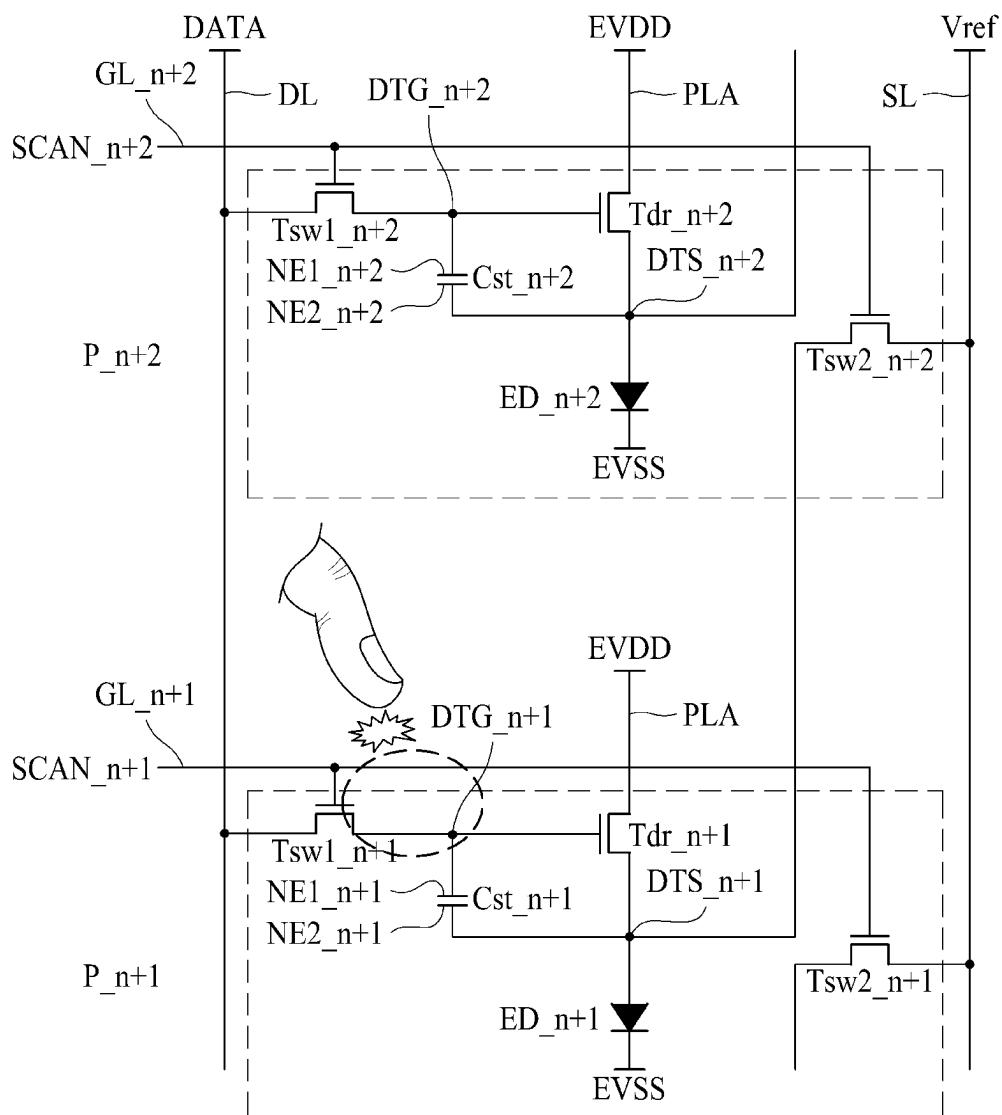 DATA
EVDD
Vref
GL_n+2
DL
DTG_n+2
PLA
SL
SCAN_n+2
Tsw1_n+2
Tdr_n+2
NE1_n+2
Cst_n+2
DTS_n+2
NE2_n+2
P_n+2
Tsw2_n+2
ED_n+2
EVSS
EVDD
GL_n+1
DTG_n+1
PLA
SCAN_n+1
Tsw1_n+1
Tdr_n+1
NE1_n+1
Cst_n+1
DTS_n+1
NE2_n+1
P_n+1
Tsw2_n+1
ED_n+1
EVSS